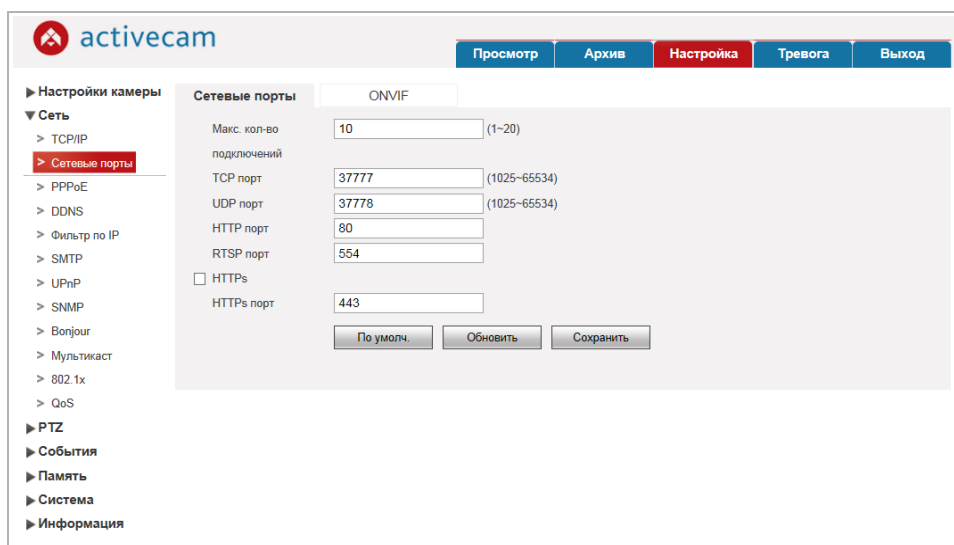 activecam
Просмотр Архив Настройка Тревога Выход
Настройки камеры
Сеть
> TCP/IP
> Сетевые порты
> PPPoE
> DDNS
> Фильтр по IP
> SMTP
> UPnP
> SNMP
> Bonjour
> Мультикаст
> 802.1x
> QoS
PTZ
События
Память
Система
Информация
Сетевые порты ONVIF
Макс. кол-во подключений 10 (1~20)
TCP порт 37777 (1025~65534)
UDP порт 37778 (1025~65534)
HTTP порт 80
RTSP порт 554
HTTPs
HTTPs порт 443
По умолч. Обновить Сохранить